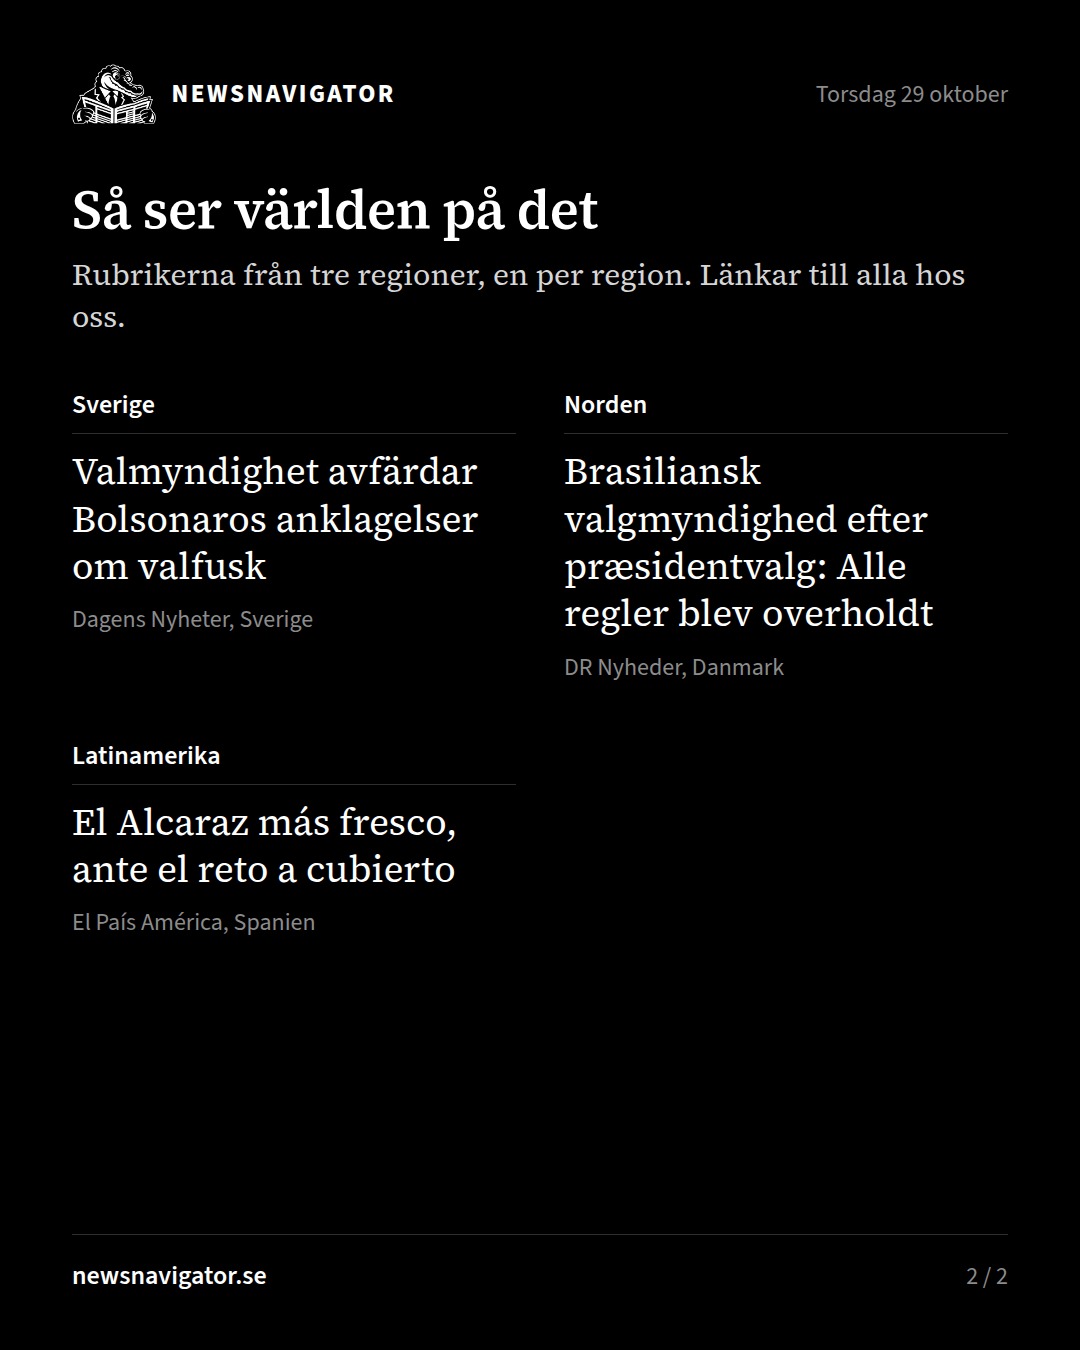 NEWSNAVIGATOR
Torsdag 29 oktober
Så ser världen på det
Rubrikerna från tre regioner, en per region. Länkar till alla hos
oss.
Sverige
Valmyndighet avfärdar
Bolsonaros anklagelser
om valfusk
Dagens Nyheter, Sverige
Norden
Brasiliansk
valgmyndighed efter
præsidentvalg: Alle
regler blev overholdt
DR Nyheder, Danmark
Latinamerika
El Alcaraz más fresco,
ante el reto a cubierto
El País América, Spanien
newsnavigator.se
2 / 2